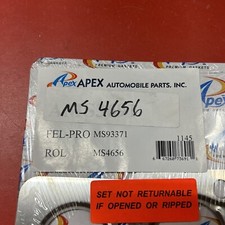 Apex APEX
AUTOMOBILE PARTS, INC.
MS 4656
FEL-PRO MS93371
1145
ROL MS4656
SET NOT RETURNABLE
IF OPENED OR RIPPED